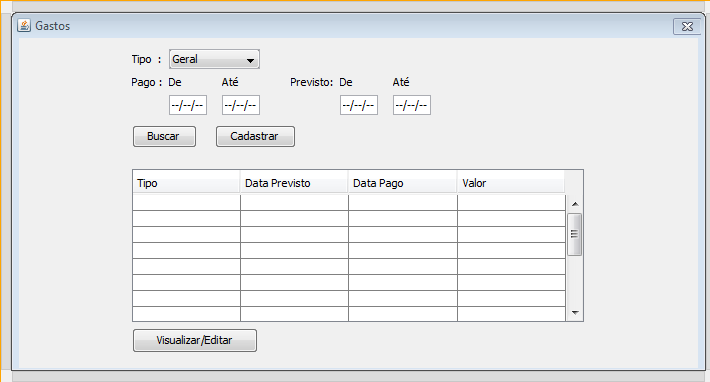 Gastos
Tipo : Geral
Pago : De Até Previsto: De Até
--/--/-- --/--/-- --/--/-- --/--/--
Buscar Cadastrar
Tipo Data Previsto Data Pago Valor
Visualizar/Editar